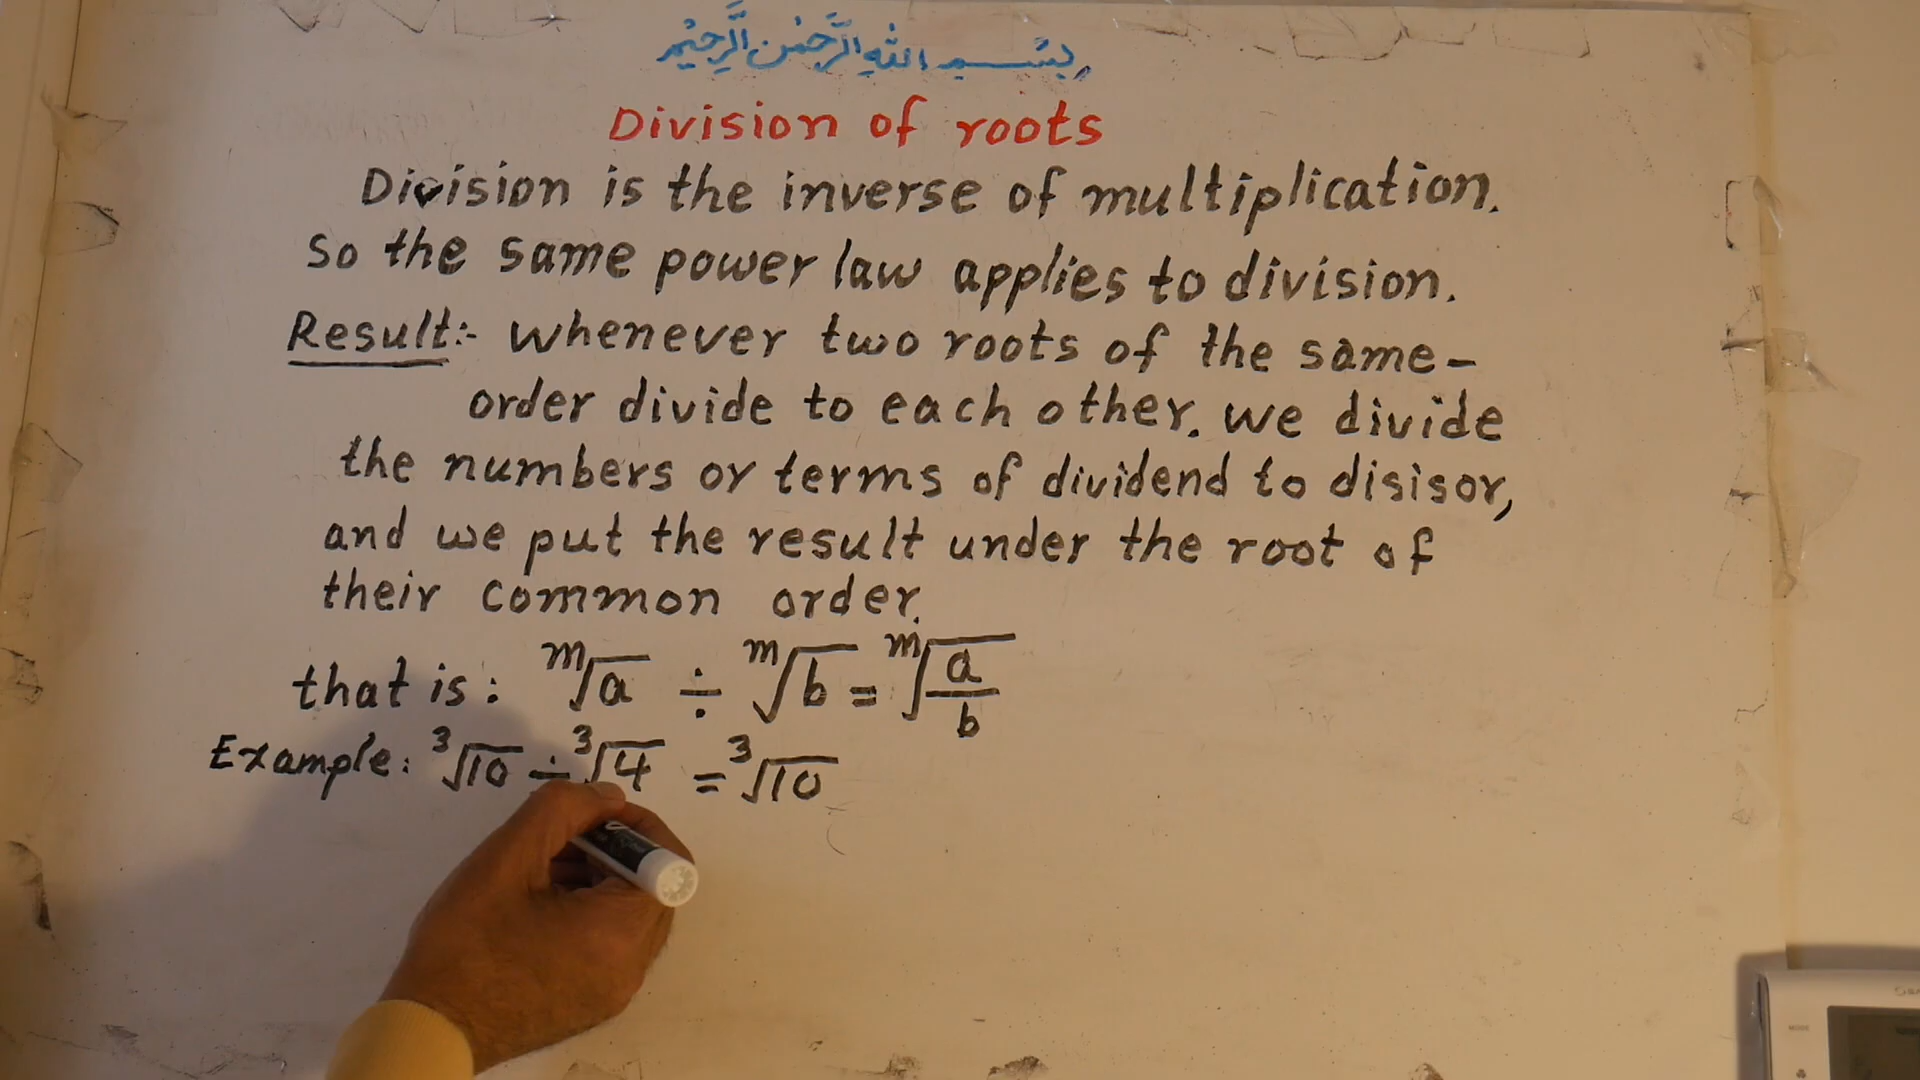 بِسْمِ اللهِ الرَّحْمٰنِ الرَّحِيْمِ
Division of roots
Division is the inverse of multiplication.
So the same power law applies to division.
Result:- Whenever two roots of the same-
order divide to each other. we divide
the numbers or terms of dividend to disisor,
and we put the result under the root of
their common order.
that is: ᵐ√a ÷ ᵐ√b = ᵐ√(a/b)
Example: ³√10 ÷ ³√4 = ³√10